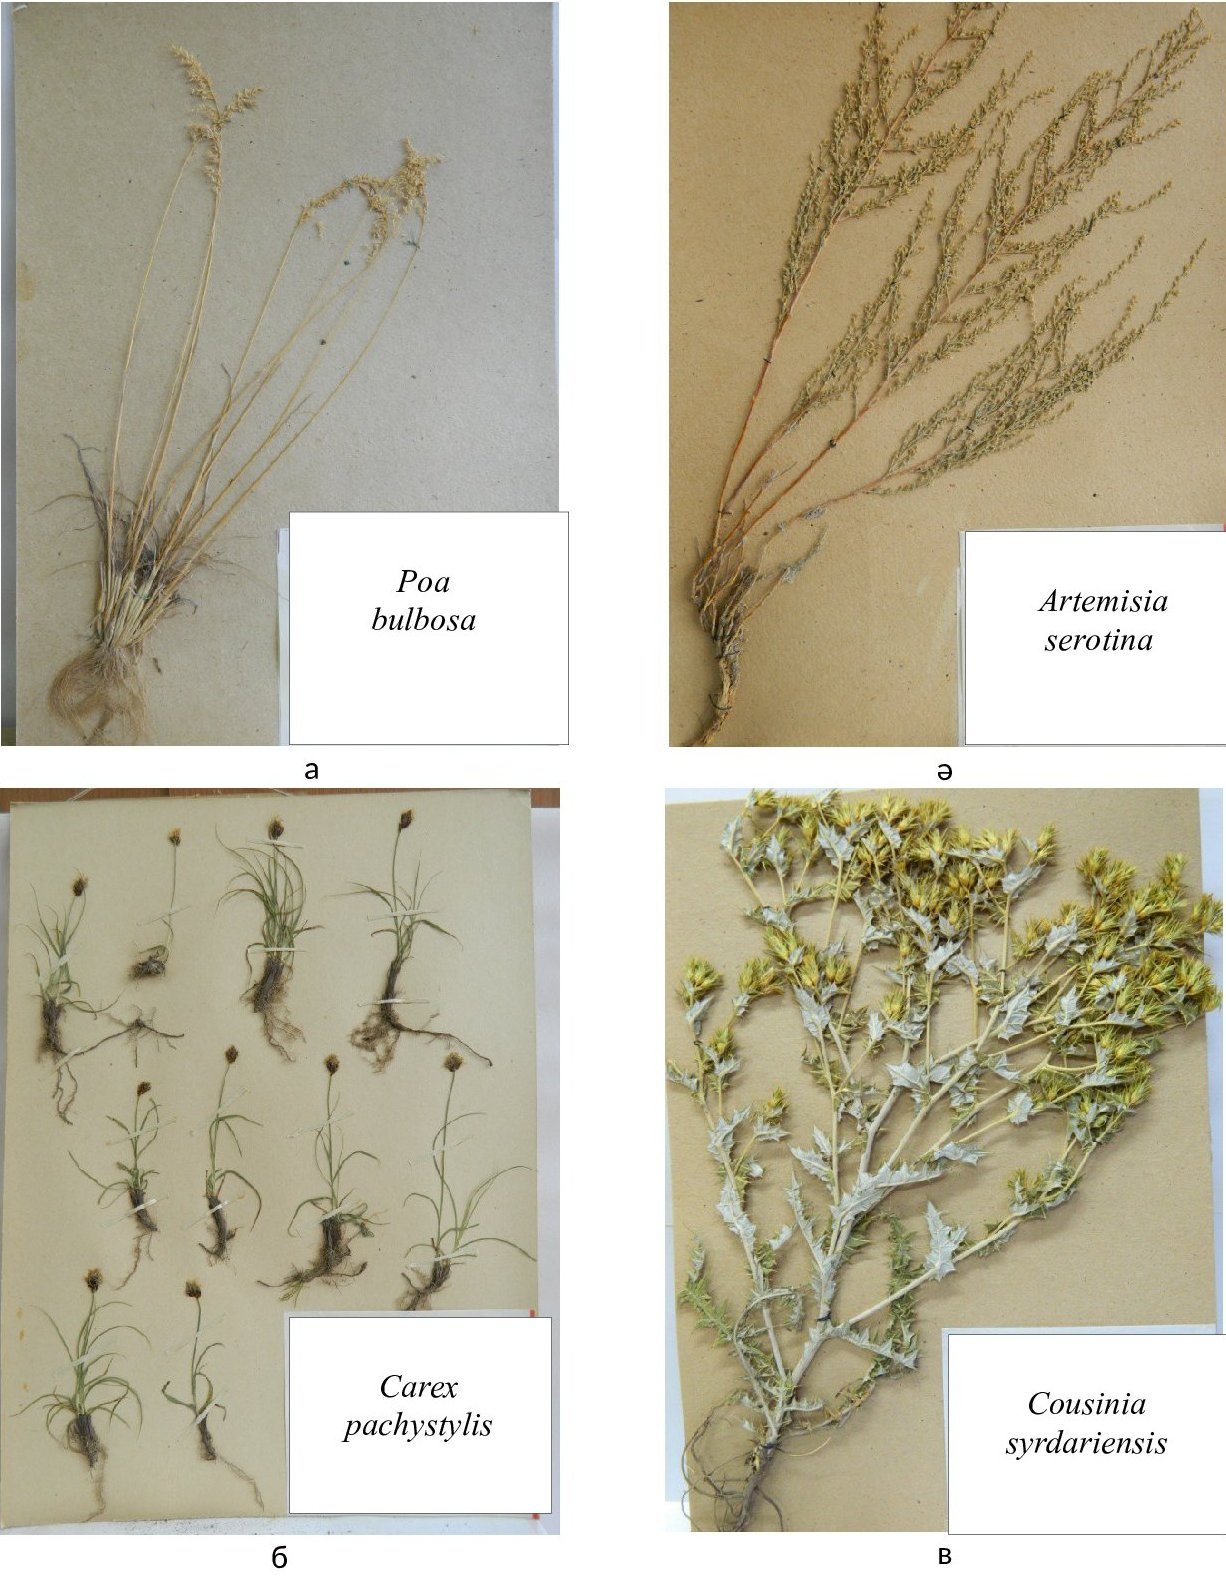 Poa
bulbosa
Artemisia
serotina
а
ә
Carex
pachystylis
Cousinia
syrdariensis
б
в